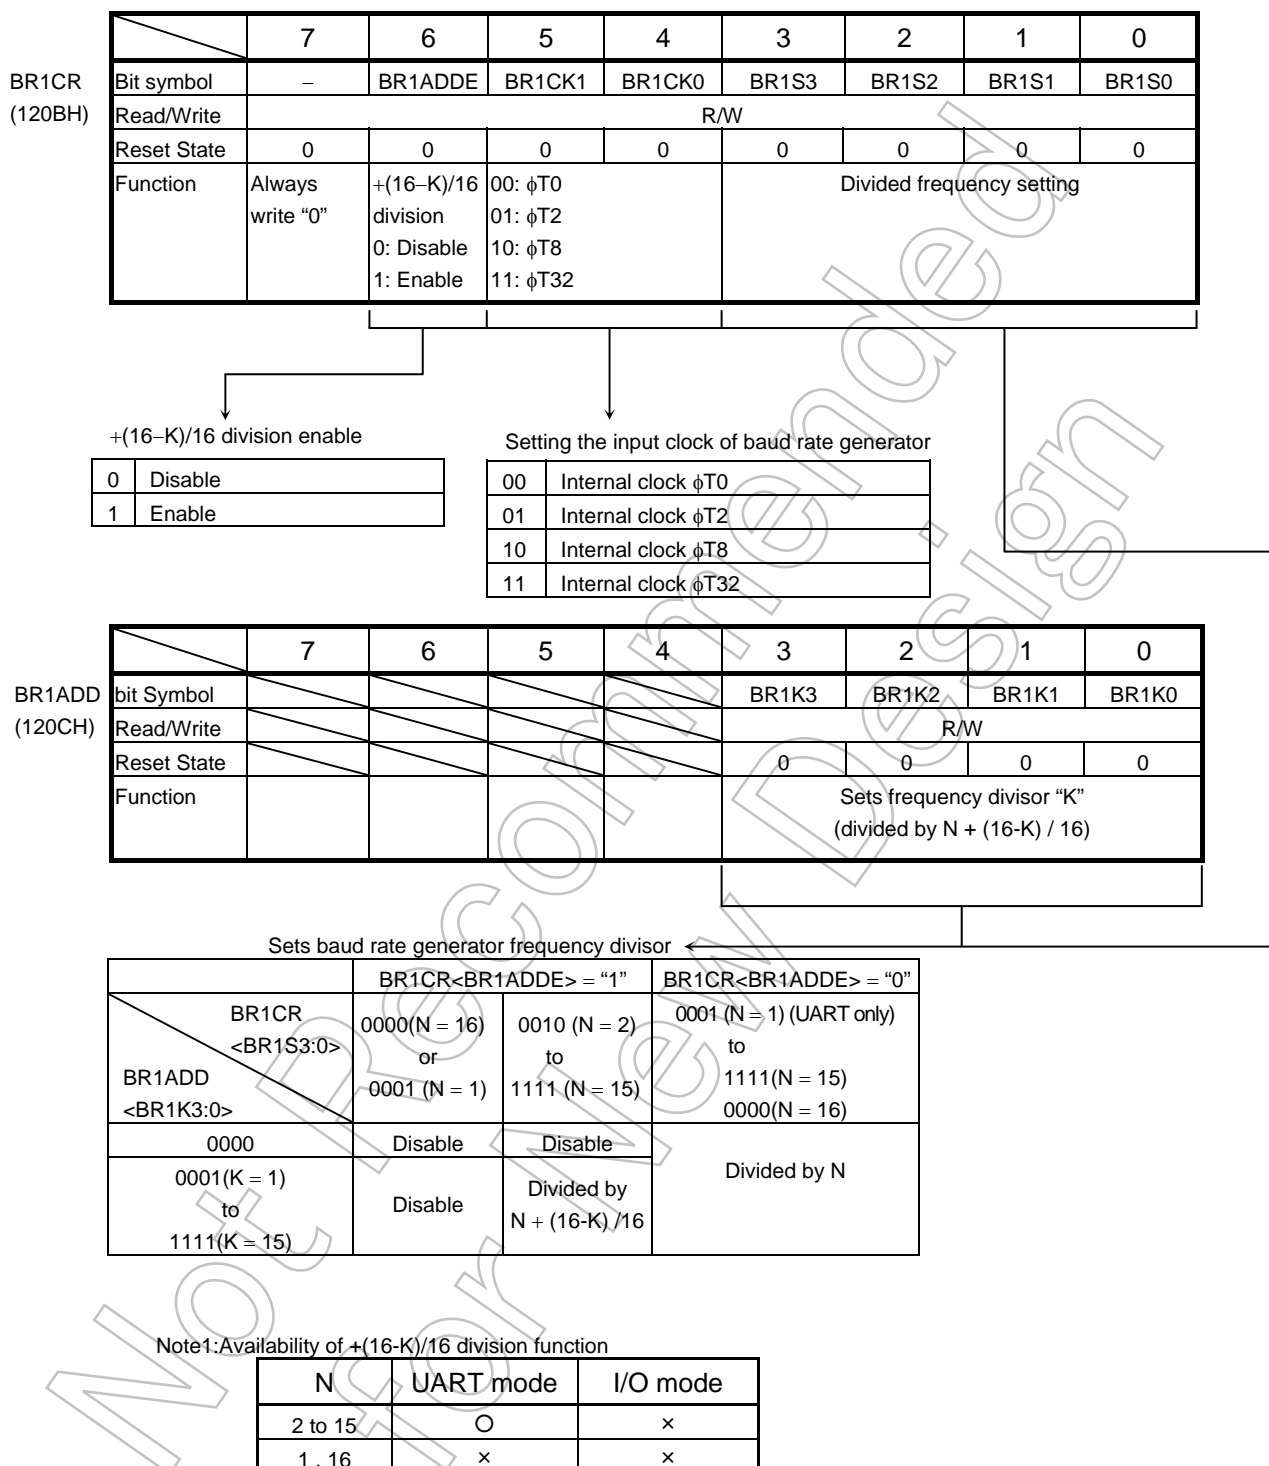 7 6 5 4 3 2 1 0
BR1CR
(120BH)
Bit symbol – BR1ADDE BR1CK1 BR1CK0 BR1S3 BR1S2 BR1S1 BR1S0
Read/Write R/W
Reset State 0 0 0 0 0 0 0 0
Function Always +(16–K)/16 00: ϕT0 Divided frequency setting
write “0” division 01: ϕT2
0: Disable 10: ϕT8
1: Enable 11: ϕT32
+(16–K)/16 division enable
0 Disable
1 Enable
Setting the input clock of baud rate generator
00 Internal clock ϕT0
01 Internal clock ϕT2
10 Internal clock ϕT8
11 Internal clock ϕT32
7 6 5 4 3 2 1 0
BR1ADD
(120CH)
bit Symbol BR1K3 BR1K2 BR1K1 BR1K0
Read/Write R/W
Reset State 0 0 0 0
Function Sets frequency divisor “K”
(divided by N + (16-K) / 16)
Sets baud rate generator frequency divisor
BR1CR<BR1ADDE> = “1” BR1CR<BR1ADDE> = “0”
BR1CR
<BR1S3:0>
BR1ADD
<BR1K3:0>
0000(N = 16)
or
0001 (N = 1)
0010 (N = 2)
to
1111 (N = 15)
0001 (N = 1) (UART only)
to
1111(N = 15)
0000(N = 16)
0000 Disable Disable
Divided by N
0001(K = 1)
to
1111(K = 15)
Disable
Divided by
N + (16-K) /16
Note1:Availability of +(16-K)/16 division function
N UART mode I/O mode
2 to 15 ○ ×
1 , 16 × ×
Not Recommended
for New Design